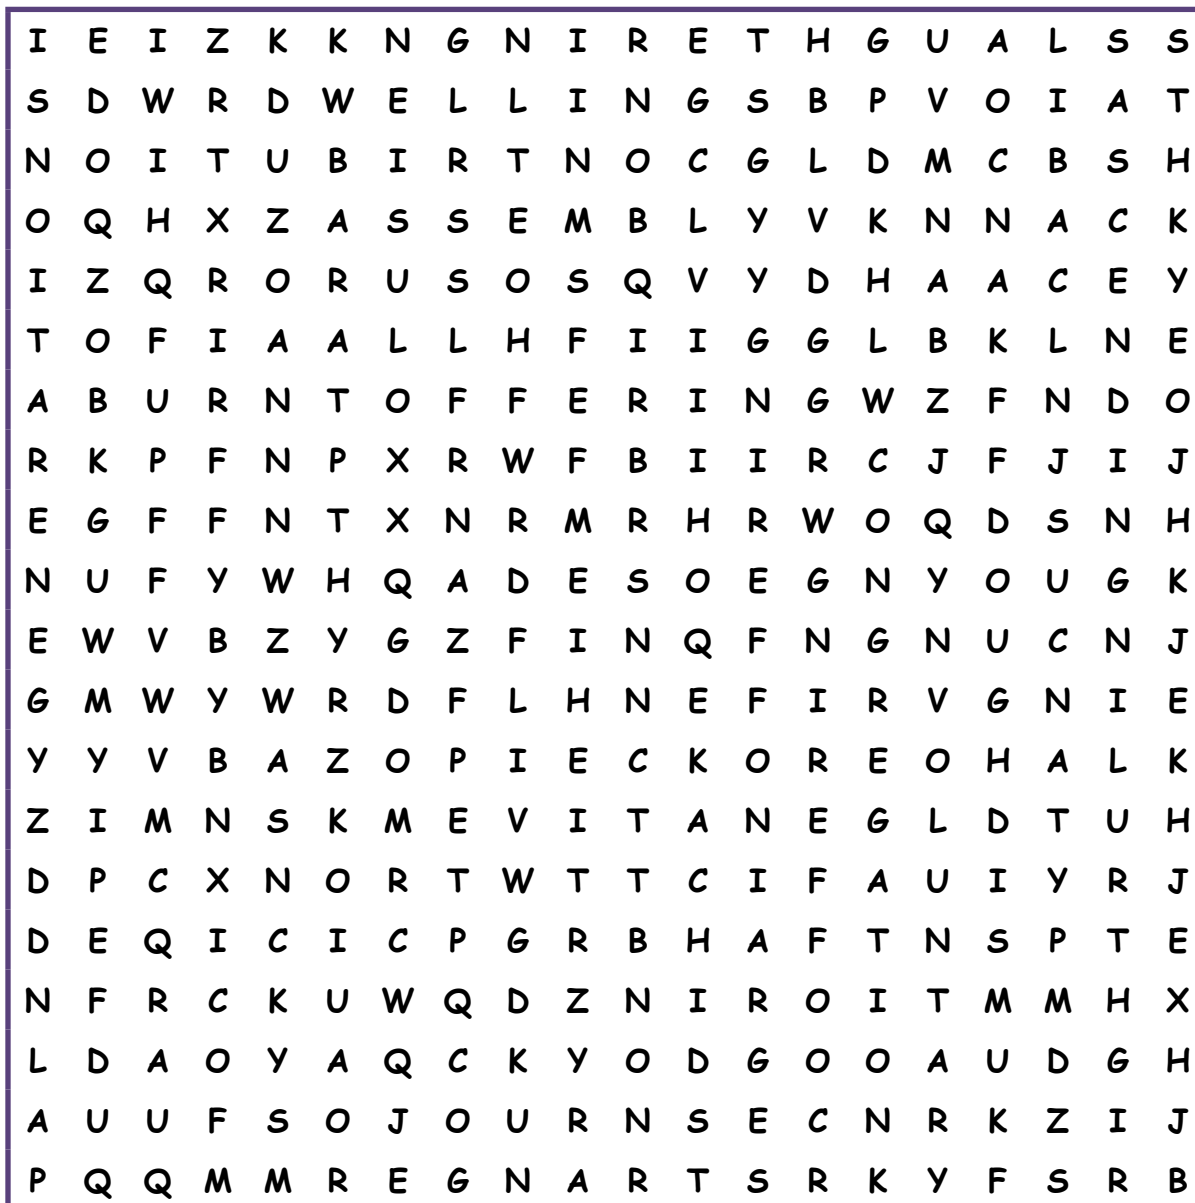 I E I Z K K N G N I R E T H G U A L S S
S D W R D W E L L I N G S B P V O I A T
N O I T U B I R T N O C G L D M C B S H
O Q H X Z A S S E M B L Y V K N N A C K
I Z Q R O R U S O S Q V Y D H A A C E Y
T O F I A A L L H F I I G G L B K L N E
A B U R N T O F F E R I N G W Z F N D O
R K P F N P X R W F B I I R C J F J I J
E G F F N T X N R M R H R W O Q D S N H
N U F Y W H Q A D E S O E G N Y O U G K
E W V B Z Y G Z F I N Q F N G N U C N J
G M W Y W R D F L H N E F I R V G N I E
Y Y V B A Z O P I E C K O R E O H A L K
Z I M N S K M E V I T A N E G L D T U H
D P C X N O R T W T T C I F A U I Y R J
D E Q I C I C P G R B H A F T N S P T E
N F R C K U W Q D Z N I R O I T M M H X
L D A O Y A Q C K Y O D G O O A U D G H
A U U F S O J O U R N S E C N R K Z I J
P Q Q M M R E G N A R T S R K Y F S R B